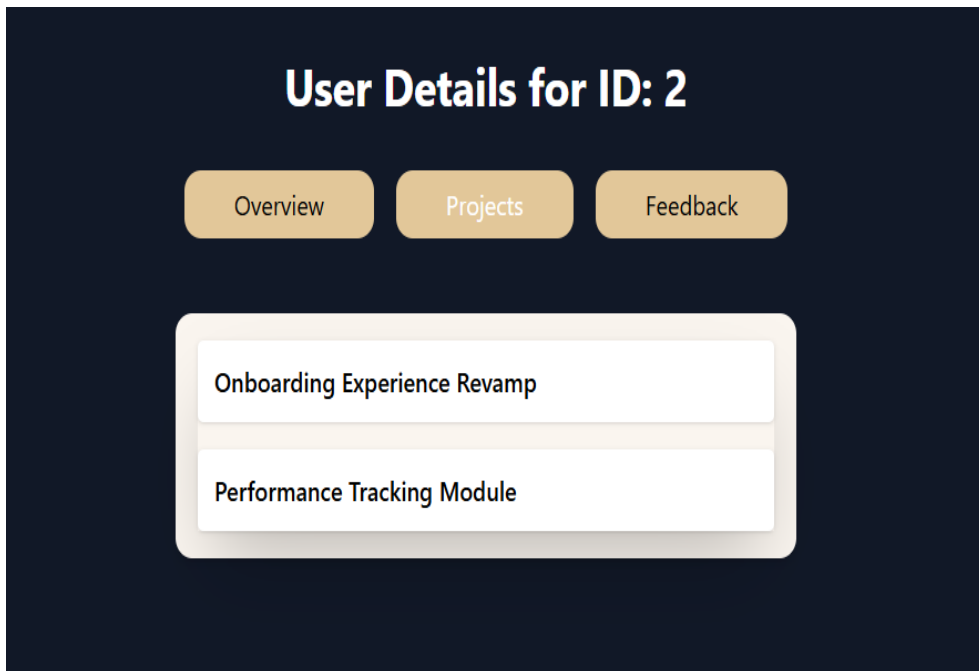 User Details for ID: 2
Overview Projects Feedback
Onboarding Experience Revamp
Performance Tracking Module